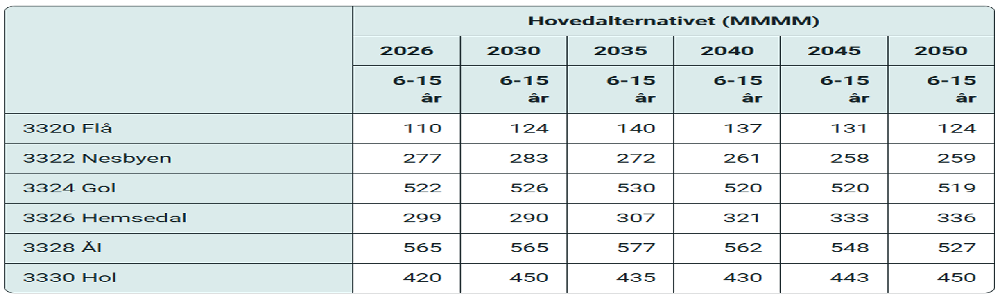 Hovedalternativet (MMMM)
2026 2030 2035 2040 2045 2050
6-15 6-15 6-15 6-15 6-15 6-15
år år år år år år
3320 Flå 110 124 140 137 131 124
3322 Nesbyen 277 283 272 261 258 259
3324 Gol 522 526 530 520 520 519
3326 Hemsedal 299 290 307 321 333 336
3328 Ål 565 565 577 562 548 527
3330 Hol 420 450 435 430 443 450